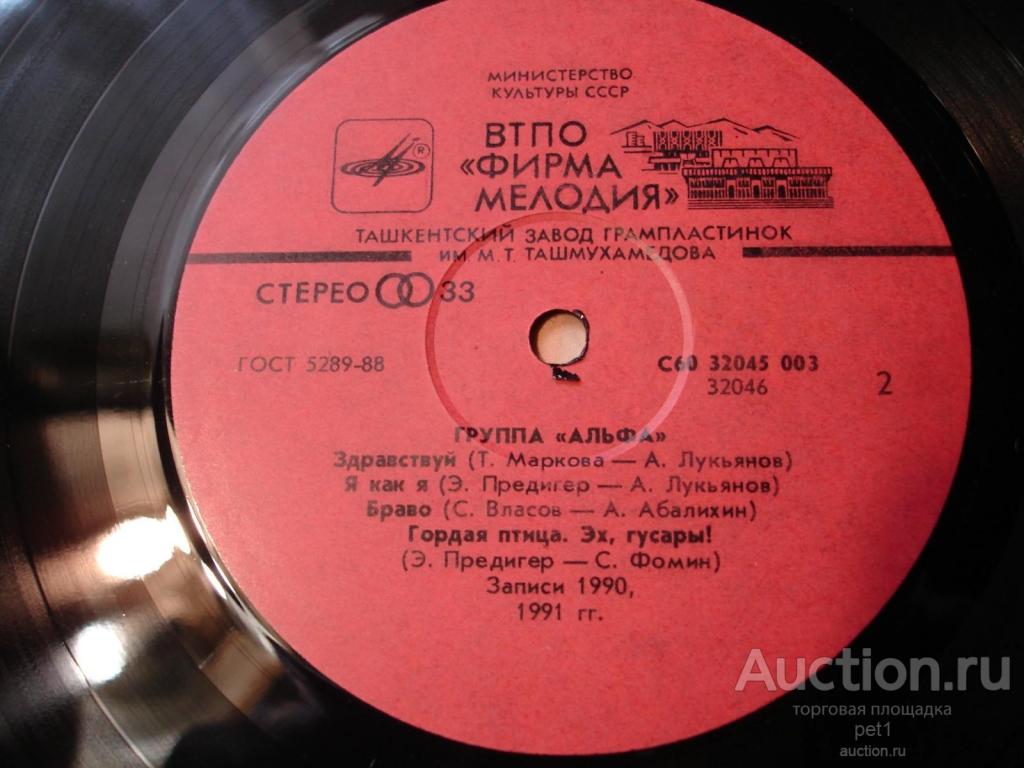 МИНИСТЕРСТВО
КУЛЬТУРЫ СССР
ВТПО
«ФИРМА
МЕЛОДИЯ»
®
ТАШКЕНТСКИЙ ЗАВОД ГРАМПЛАСТИНОК
ИМ. М. Т. ТАШМУХАМЕДОВА
СТЕРЕО 33
ГОСТ 5289-88
С60 32045 003
32046
2
ГРУППА «АЛЬФА»
Здравствуй (Т. Маркова — А. Лукьянов)
Я как я (Э. Предигер — А. Лукьянов)
Браво (С. Власов — А. Абалихин)
Гордая птица. Эх, гусары!
(Э. Предигер — С. Фомин)
Записи 1990,
1991 гг.
Auction.ru
торговая площадка
pet1
auction.ru